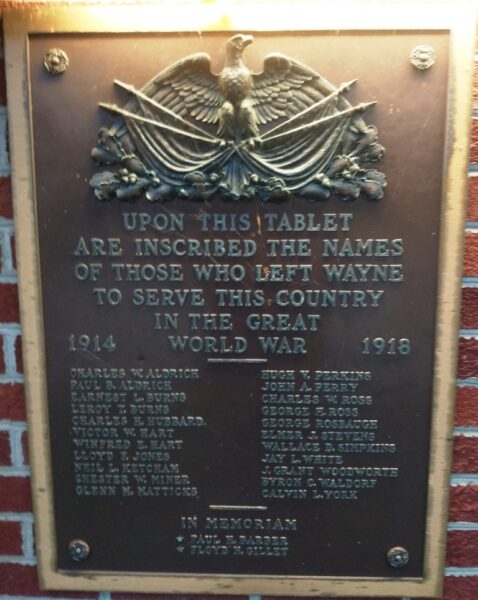 UPON THIS TABLET
ARE INSCRIBED THE NAMES
OF THOSE WHO LEFT WAYNE
TO SERVE THIS COUNTRY
IN THE GREAT
1914 WORLD WAR 1918
CHARLES W. ALDRICH
PAUL B. ALDRICH
EARNEST L. BURNS
LEROY T. BURNS
CHARLES H. HUBBARD
VICTOR W. HART
WINFRED E. HART
LLOYD F. JONES
NEIL L. KETCHAM
CHESTER W. MINER
GLENN M. MATTICKS
HUGH V. PERKINS
JOHN A. PERRY
CHARLES W. ROSS
GEORGE H. ROSS
GEORGE ROSBAUGH
ELMER J. STEVENS
WALLACE D. SIMPKINS
JAY L. WHITE
J. GRANT WOODWORTH
BYRON C. WALDORF
CALVIN L. YORK
IN MEMORIAM
★ PAUL H. BARBER
★ FLOYD H. GILLET